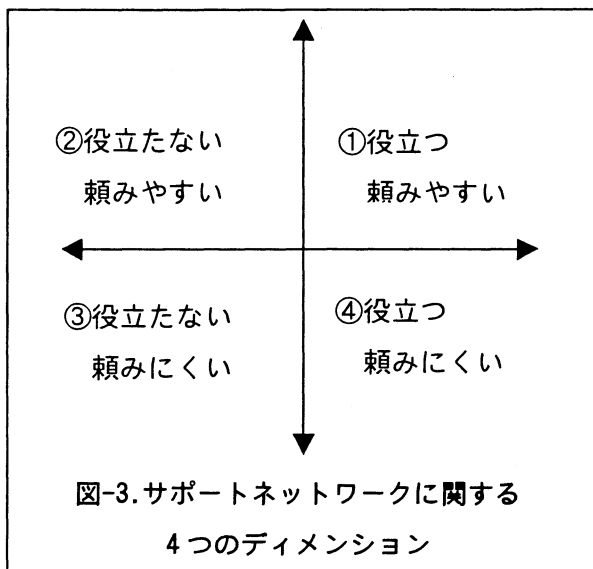 ②役立たない
頼みやすい
①役立つ
頼みやすい
③役立たない
頼みにくい
④役立つ
頼みにくい
図-3.サポートネットワークに関する
4つのディメンション